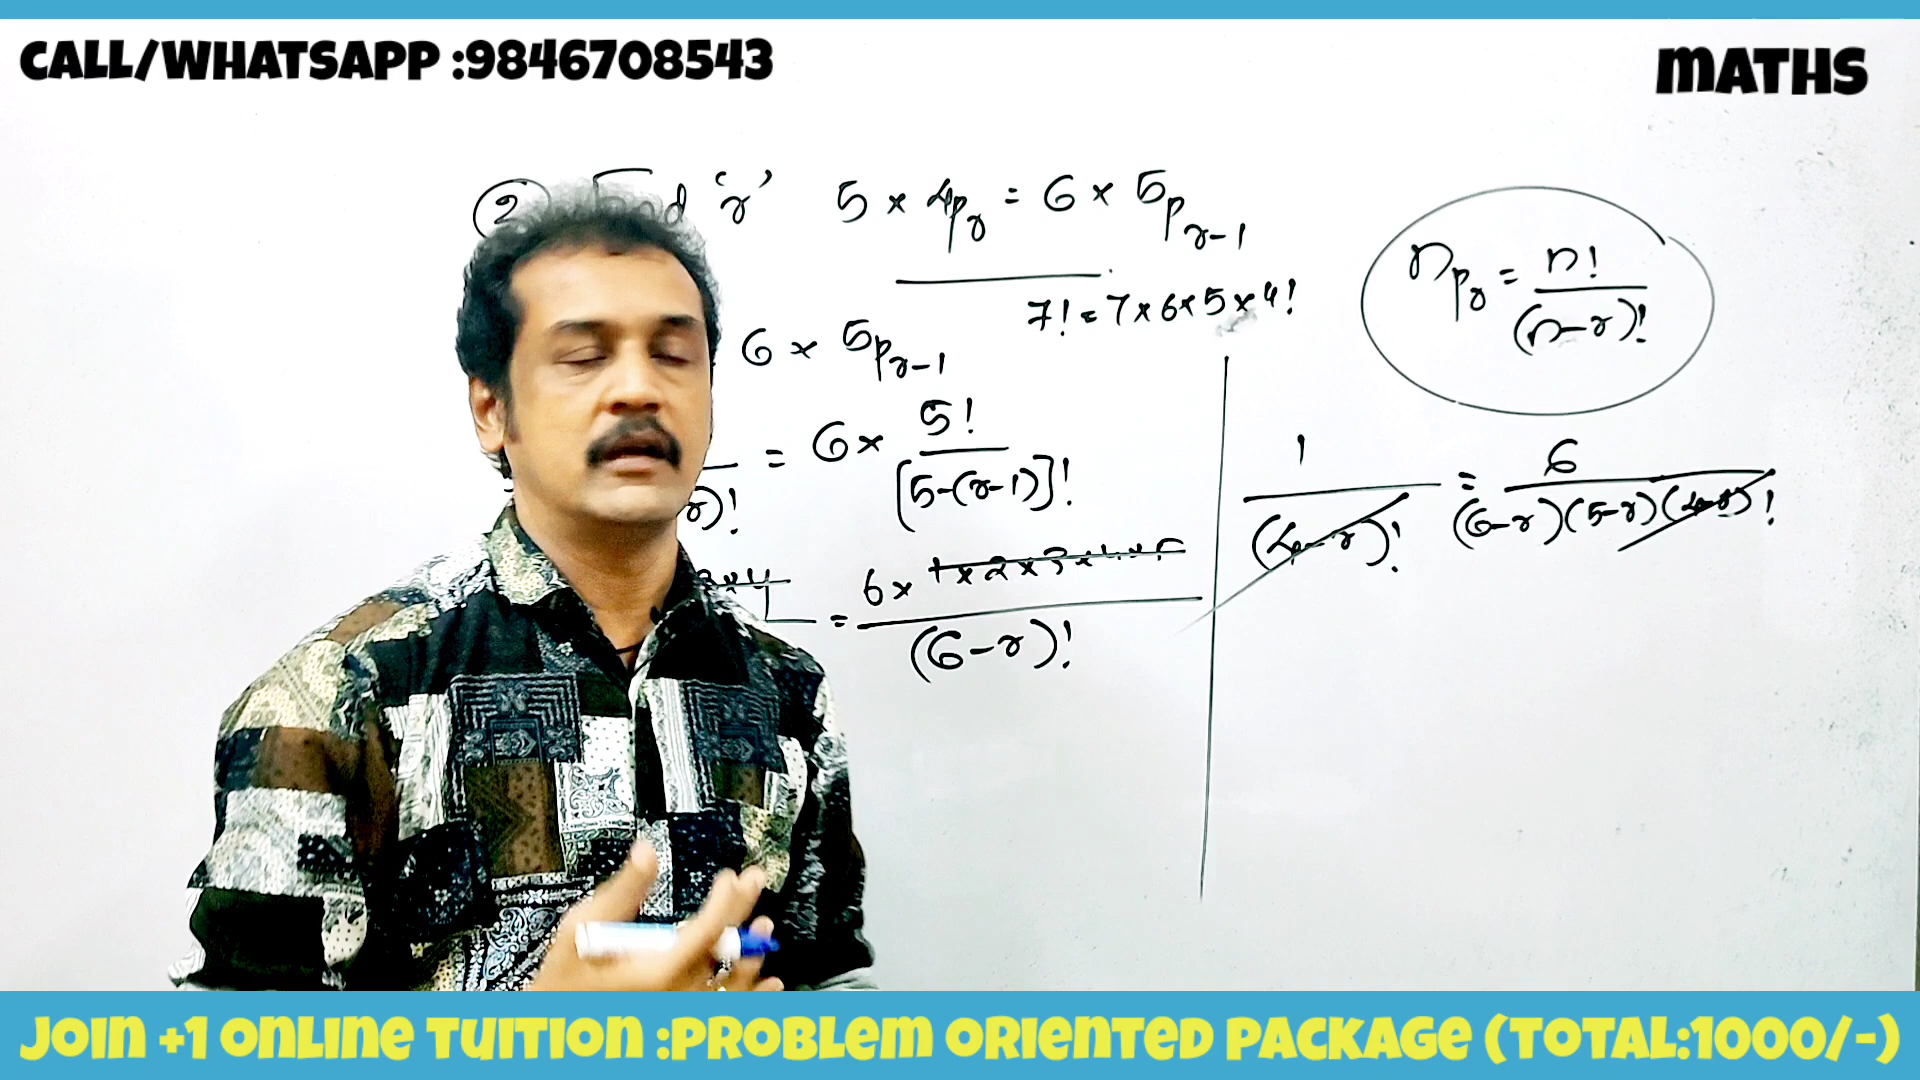 CALL/WHATSAPP :9846708543
MATHS
2 'r' 5 × 4Pr = 6 × 5Pr-1
7! = 7×6×5×4!
nPr = n!/(n-r)!
6 × 5Pr-1
r)! = 6× 5!/[5-(r-1)]!
3×4 = 6× 1×2×3×4×5/(6-r)!
1/(4-r)! = 6/(6-r)(5-r)(4-r)!
JOIN +1 ONLINE TUITION :PROBLEM ORIENTED PACKAGE (TOTAL:1000/-)